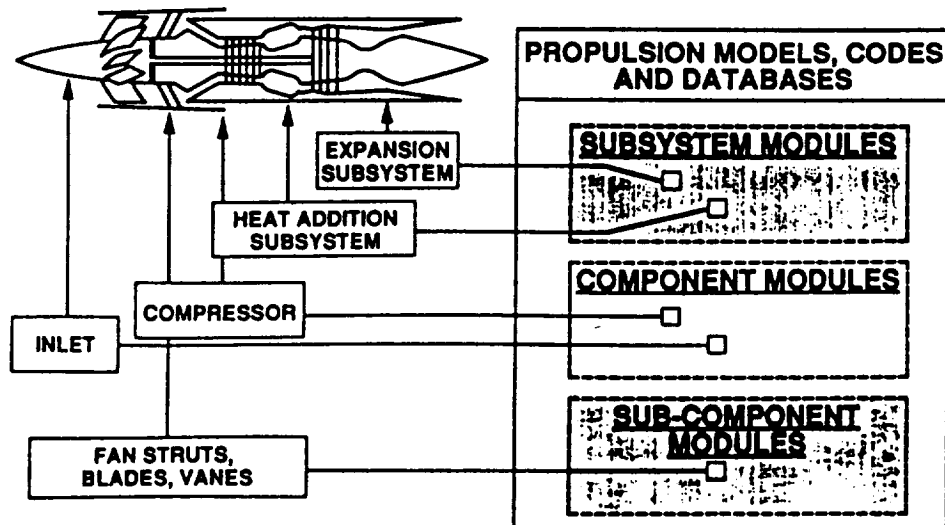 PROPULSION MODELS, CODES
AND DATABASES
SUBSYSTEM MODULES
EXPANSION
SUBSYSTEM
HEAT ADDITION
SUBSYSTEM
COMPONENT MODULES
COMPRESSOR
INLET
SUB-COMPONENT
MODULES
FAN STRUTS,
BLADES, VANES